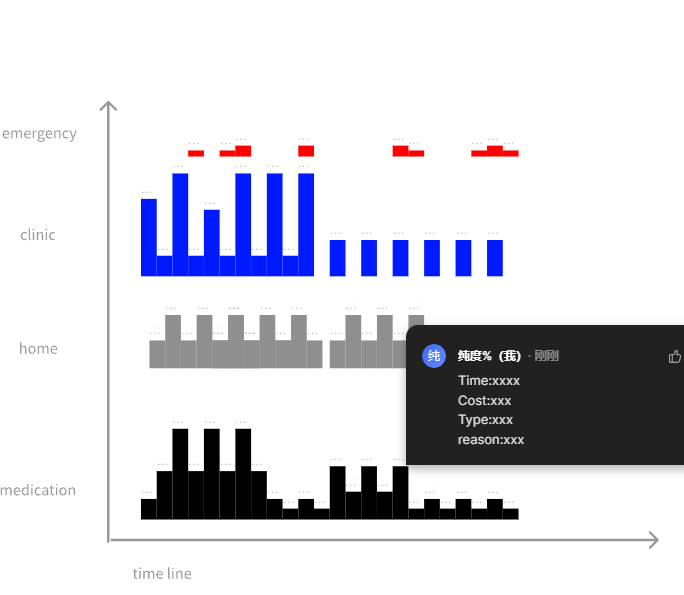 emergency
clinic
home
medication
time line
纯
纯度%（我） · 刚刚
Time:xxxx
Cost:xxx
Type:xxx
reason:xxx